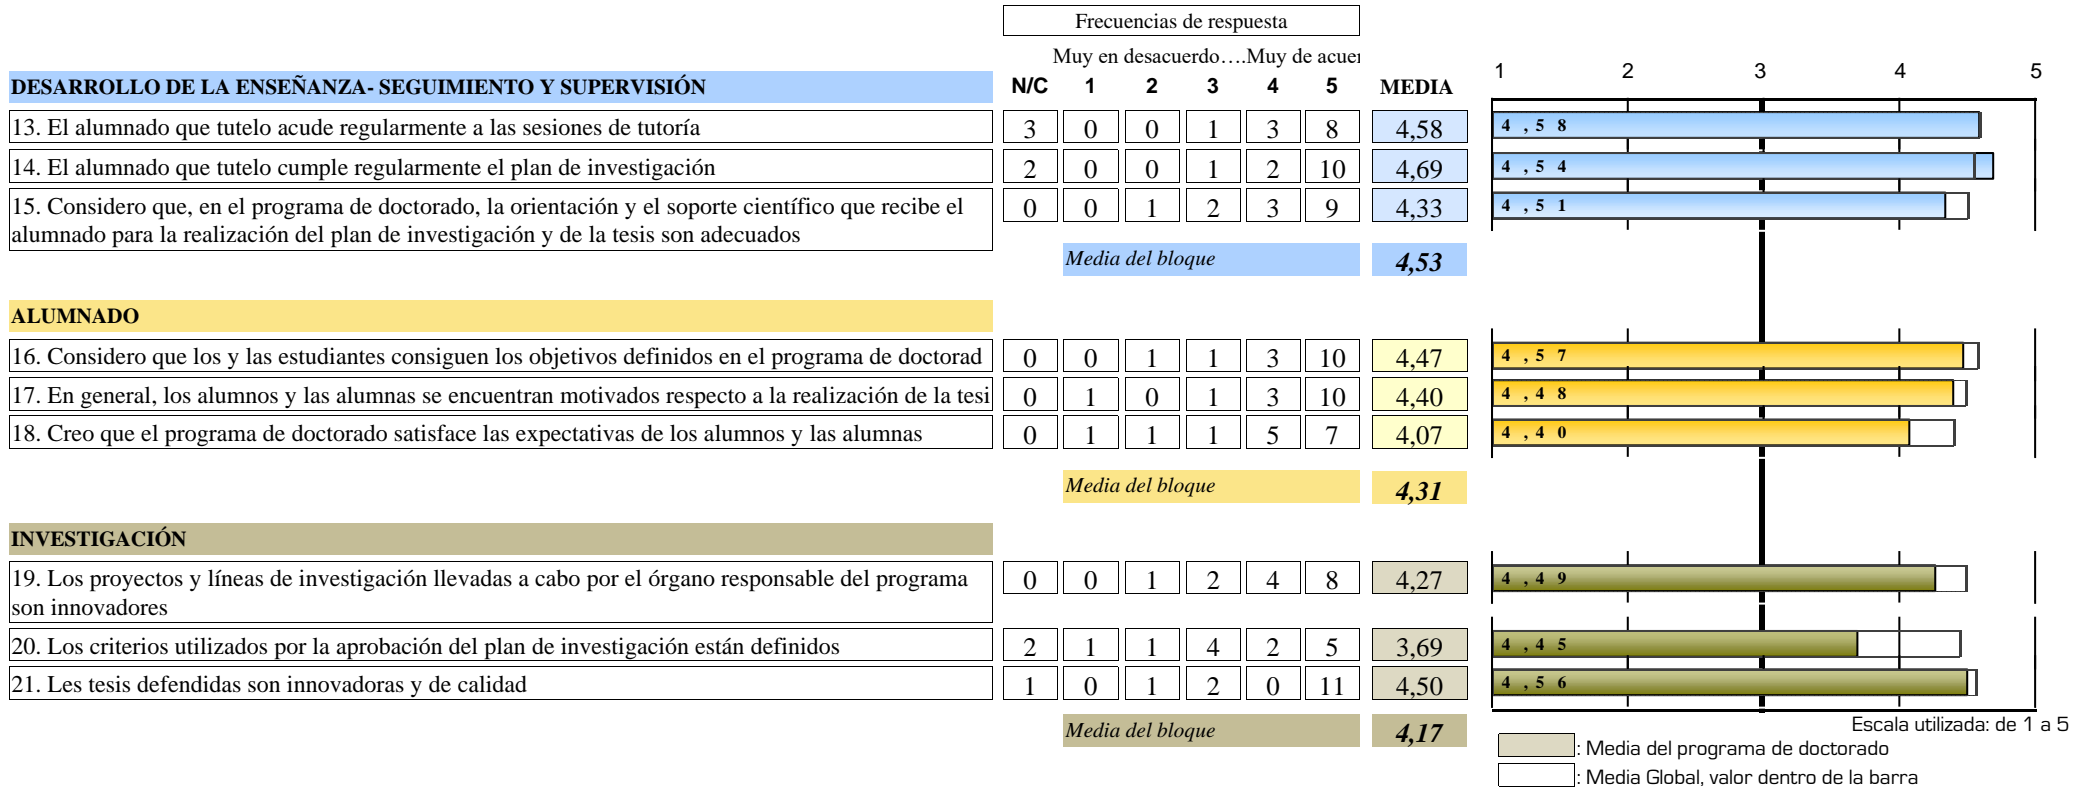 Frecuencias de respuesta
Muy en desacuerdo….Muy de acuer
DESARROLLO DE LA ENSEÑANZA- SEGUIMIENTO Y SUPERVISIÓN N/C 1 2 3 4 5 MEDIA 1 2 3 4 5
13. El alumnado que tutelo acude regularmente a las sesiones de tutoría 3 0 0 1 3 8 4,58 4,58
14. El alumnado que tutelo cumple regularmente el plan de investigación 2 0 0 1 2 10 4,69 4,54
15. Considero que, en el programa de doctorado, la orientación y el soporte científico que recibe el 0 0 1 2 3 9 4,33 4,51
alumnado para la realización del plan de investigación y de la tesis son adecuados
Media del bloque 4,53
ALUMNADO
16. Considero que los y las estudiantes consiguen los objetivos definidos en el programa de doctorad 0 0 1 1 3 10 4,47 4,57
17. En general, los alumnos y las alumnas se encuentran motivados respecto a la realización de la tesi 0 1 0 1 3 10 4,40 4,48
18. Creo que el programa de doctorado satisface las expectativas de los alumnos y las alumnas 0 1 1 1 5 7 4,07 4,40
Media del bloque 4,31
INVESTIGACIÓN
19. Los proyectos y líneas de investigación llevadas a cabo por el órgano responsable del programa 0 0 1 2 4 8 4,27 4,49
son innovadores
20. Los criterios utilizados por la aprobación del plan de investigación están definidos 2 1 1 4 2 5 3,69 4,45
21. Les tesis defendidas son innovadoras y de calidad 1 0 1 2 0 11 4,50 4,56
Media del bloque 4,17
Escala utilizada: de 1 a 5
: Media del programa de doctorado
: Media Global, valor dentro de la barra